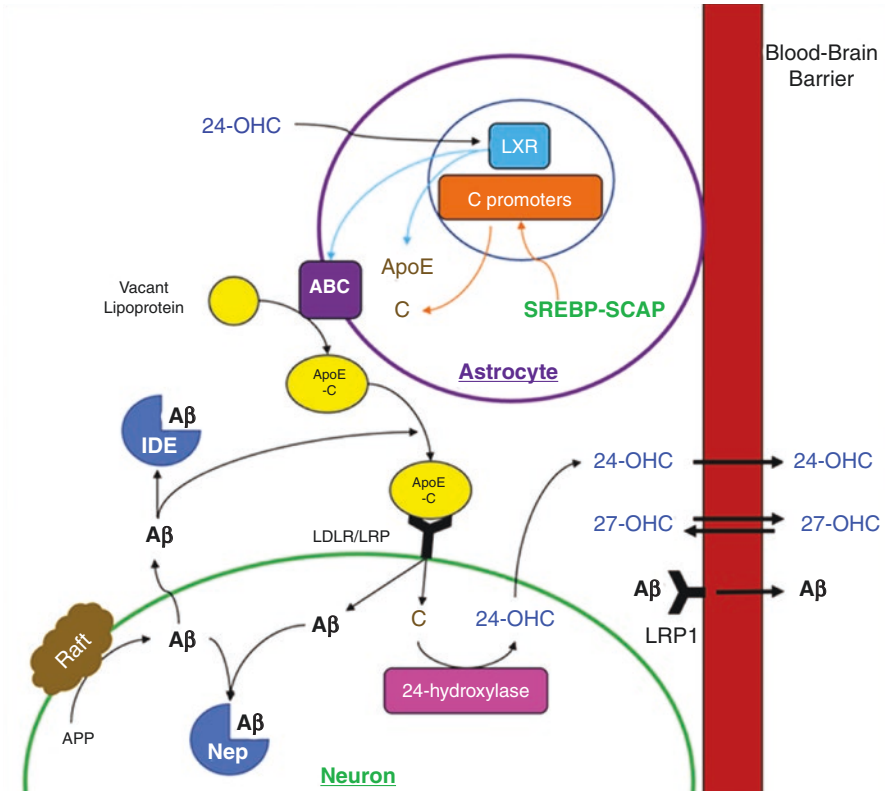 Blood-Brain
Barrier
24-OHC
LXR
C promoters
ApoE
C
SREBP-SCAP
ABC
Vacant
Lipoprotein
Astrocyte
ApoE
-C
Aβ
IDE
ApoE
-C
24-OHC
24-OHC
27-OHC
27-OHC
Aβ
LDLR/LRP
Aβ
Aβ
LRP1
Raft
Aβ
Aβ
C
24-OHC
24-hydroxylase
APP
Aβ
Nep
Neuron